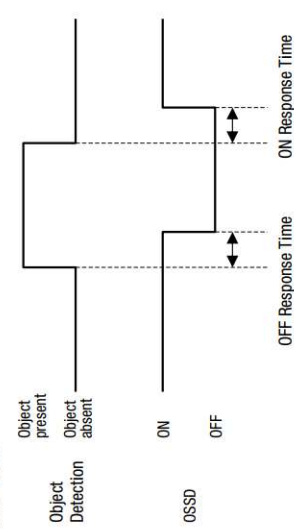 Object
present
Object
absent
Object
Detection
ON
OFF
OSSD
OFF Response Time
ON Response Time